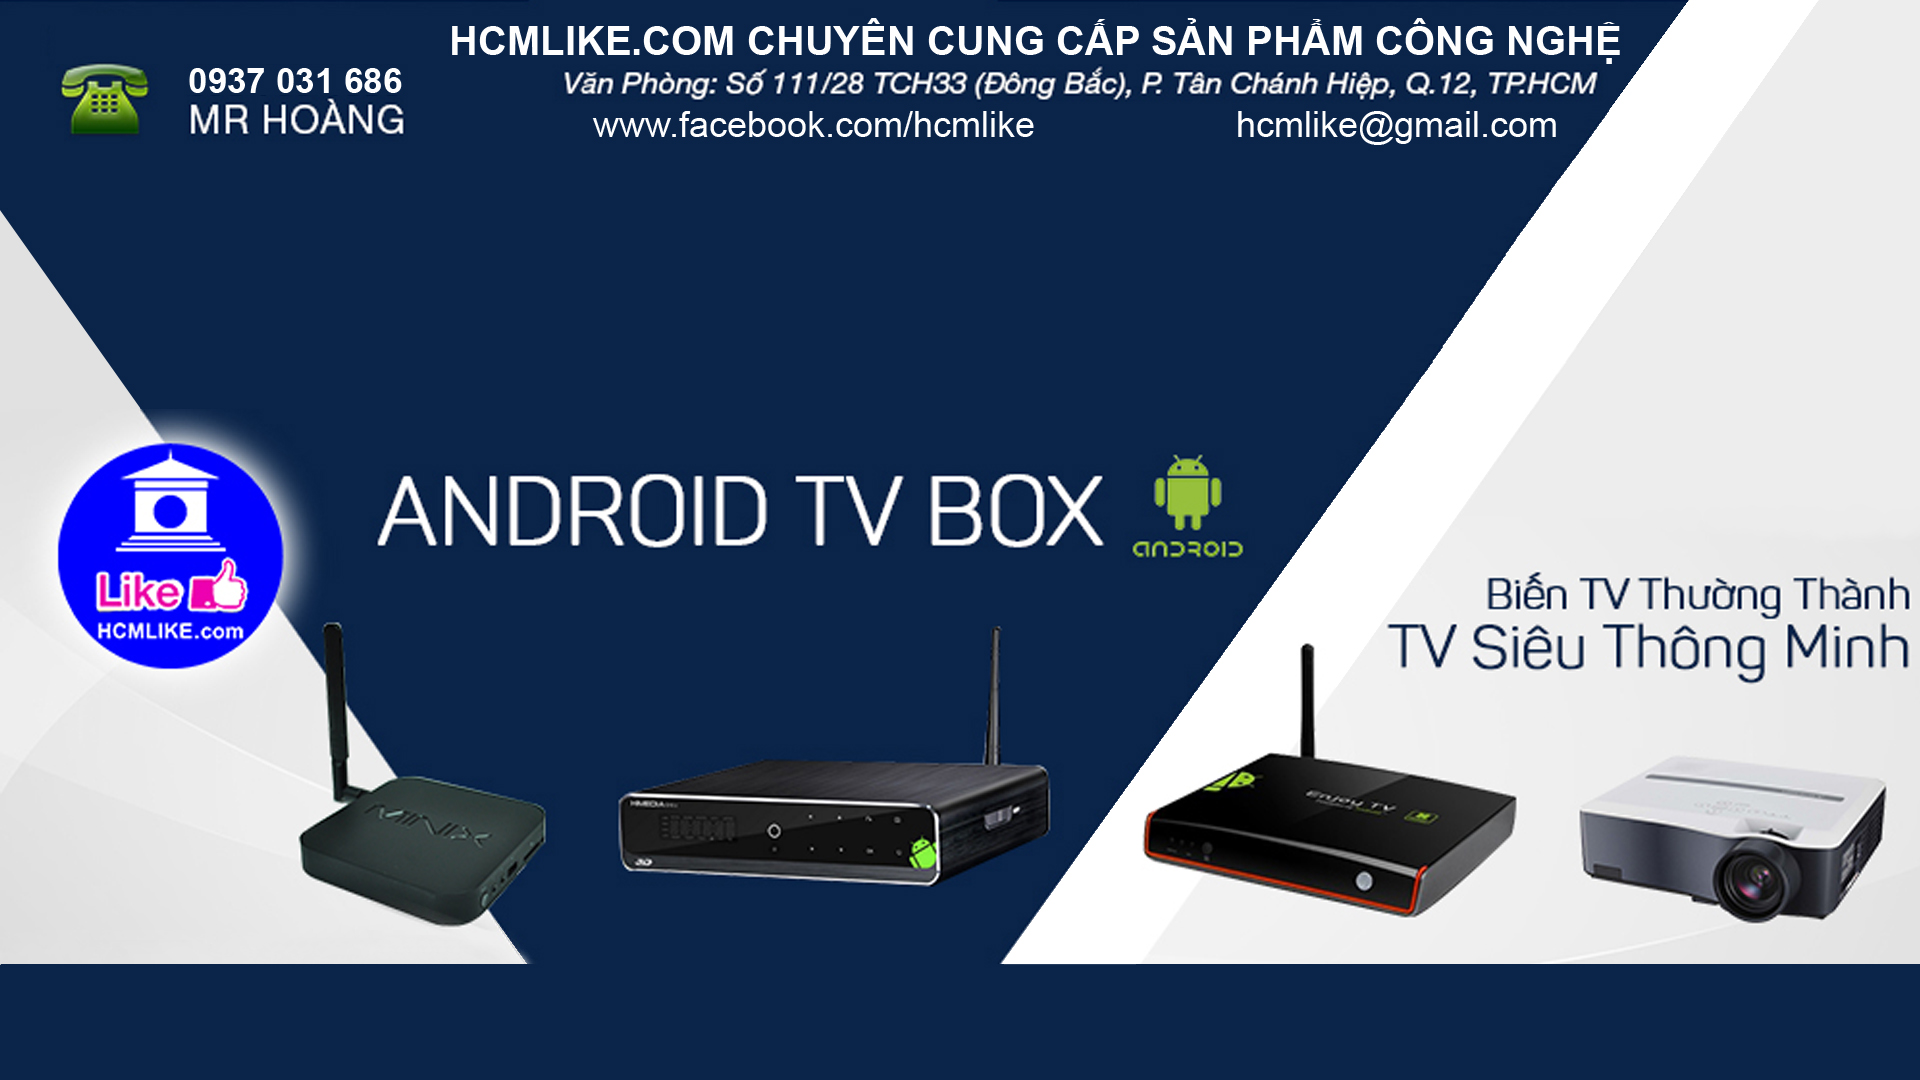 HCMLIKE.COM CHUYÊN CUNG CẤP SẢN PHẨM CÔNG NGHỆ
0937 031 686
MR HOÀNG
Văn Phòng: Số 111/28 TCH33 (Đông Bắc), P. Tân Chánh Hiệp, Q.12, TP.HCM
www.facebook.com/hcmlike
hcmlike@gmail.com
Like
HCMLIKE.com
ANDROID TV BOX
ANDROID
Biến TV Thường Thành
TV Siêu Thông Minh
MINIX
3D
Enjoy TV